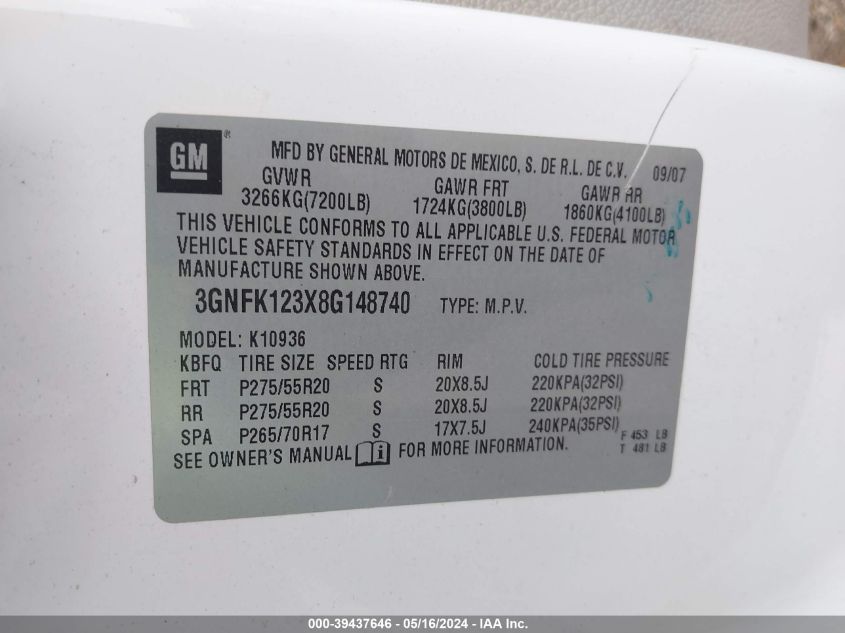 GM ®
MFD BY GENERAL MOTORS DE MEXICO, S. DE R.L. DE C.V. 09/07
GVWR GAWR FRT GAWR RR
3266KG(7200LB) 1724KG(3800LB) 1860KG(4100LB)
THIS VEHICLE CONFORMS TO ALL APPLICABLE U.S. FEDERAL MOTOR
VEHICLE SAFETY STANDARDS IN EFFECT ON THE DATE OF
MANUFACTURE SHOWN ABOVE.
3GNFK123X8G148740 TYPE: M.P.V.
MODEL: K10936
KBFQ TIRE SIZE SPEED RTG RIM COLD TIRE PRESSURE
FRT P275/55R20 S 20X8.5J 220KPA(32PSI)
RR P275/55R20 S 20X8.5J 220KPA(32PSI)
SPA P265/70R17 S 17X7.5J 240KPA(35PSI) F 453 LB
SEE OWNER'S MANUAL i FOR MORE INFORMATION. T 481 LB
000-39437646 - 05/16/2024 - IAA Inc.